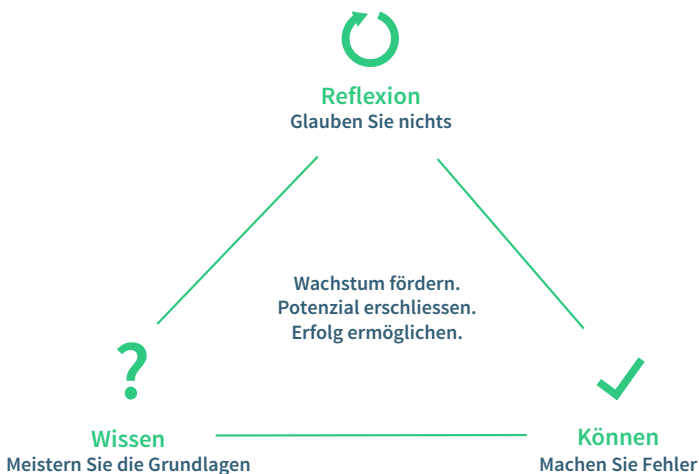 Reflexion
Glauben Sie nichts
Wachstum fördern.
Potenzial erschliessen.
Erfolg ermöglichen.
?
Wissen
Meistern Sie die Grundlagen
Können
Machen Sie Fehler